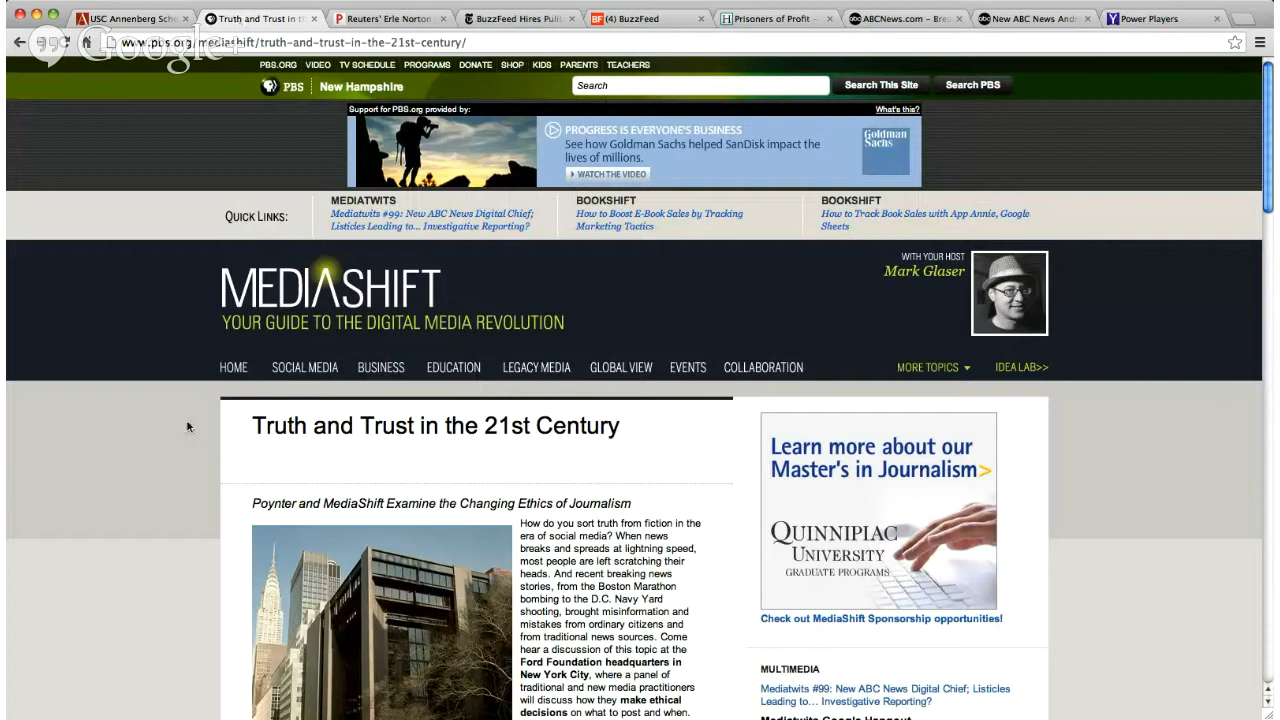 USC Annenberg Sch
Truth and Trust in t
Reuters' Erle Norton
BuzzFeed Hires Puli
(4) BuzzFeed
Prisoners of Profit –
ABCNews.com – Bre
New ABC News And
Power Players
www.pbs.org/mediashift/truth-and-trust-in-the-21st-century/
Google+
PBS.ORG VIDEO TV SCHEDULE PROGRAMS DONATE SHOP KIDS PARENTS TEACHERS
PBS New Hampshire Search Search This Site Search PBS
Support for PBS.org provided by: What's this?
PROGRESS IS EVERYONE'S BUSINESS
See how Goldman Sachs helped SanDisk impact the
lives of millions.
WATCH THE VIDEO
Goldman
Sachs
QUICK LINKS:
MEDIATWITS
Mediatwits #99: New ABC News Digital Chief;
Listicles Leading to... Investigative Reporting?
BOOKSHIFT
How to Boost E-Book Sales by Tracking
Marketing Tactics
BOOKSHIFT
How to Track Book Sales with App Annie, Google
Sheets
MEDIASHIFT
YOUR GUIDE TO THE DIGITAL MEDIA REVOLUTION
WITH YOUR HOST
Mark Glaser
HOME SOCIAL MEDIA BUSINESS EDUCATION LEGACY MEDIA GLOBAL VIEW EVENTS COLLABORATION MORE TOPICS IDEA LAB>>
Truth and Trust in the 21st Century
Poynter and MediaShift Examine the Changing Ethics of Journalism
How do you sort truth from fiction in the
era of social media? When news
breaks and spreads at lightning speed,
most people are left scratching their
heads. And recent breaking news
stories, from the Boston Marathon
bombing to the D.C. Navy Yard
shooting, brought misinformation and
mistakes from ordinary citizens and
from traditional news sources. Come
hear a discussion of this topic at the
Ford Foundation headquarters in
New York City, where a panel of
traditional and new media practitioners
will discuss how they make ethical
decisions on what to post and when.
Learn more about our
Master's in Journalism>
QUINNIPIAC
UNIVERSITY
GRADUATE PROGRAMS
Check out MediaShift Sponsorship opportunities!
MULTIMEDIA
Mediatwits #99: New ABC News Digital Chief; Listicles
Leading to... Investigative Reporting?
Mediatwits Google Hangout